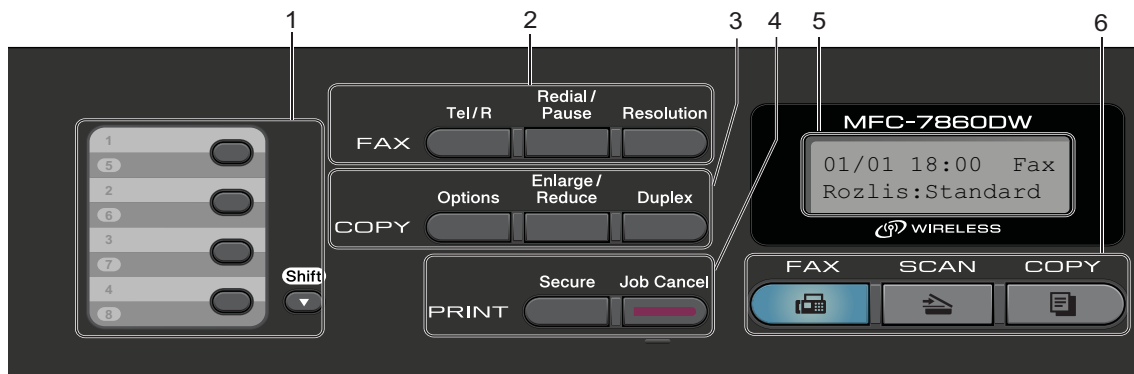 1 2 3 4 5 6
1
5
2
6
3
7
4
8
Shift
FAX
Tel/R
Redial/
Pause
Resolution
COPY
Options
Enlarge/
Reduce
Duplex
PRINT
Secure
Job Cancel
MFC-7860DW
01/01 18:00 Fax
Rozlis:Standard
WIRELESS
FAX SCAN COPY